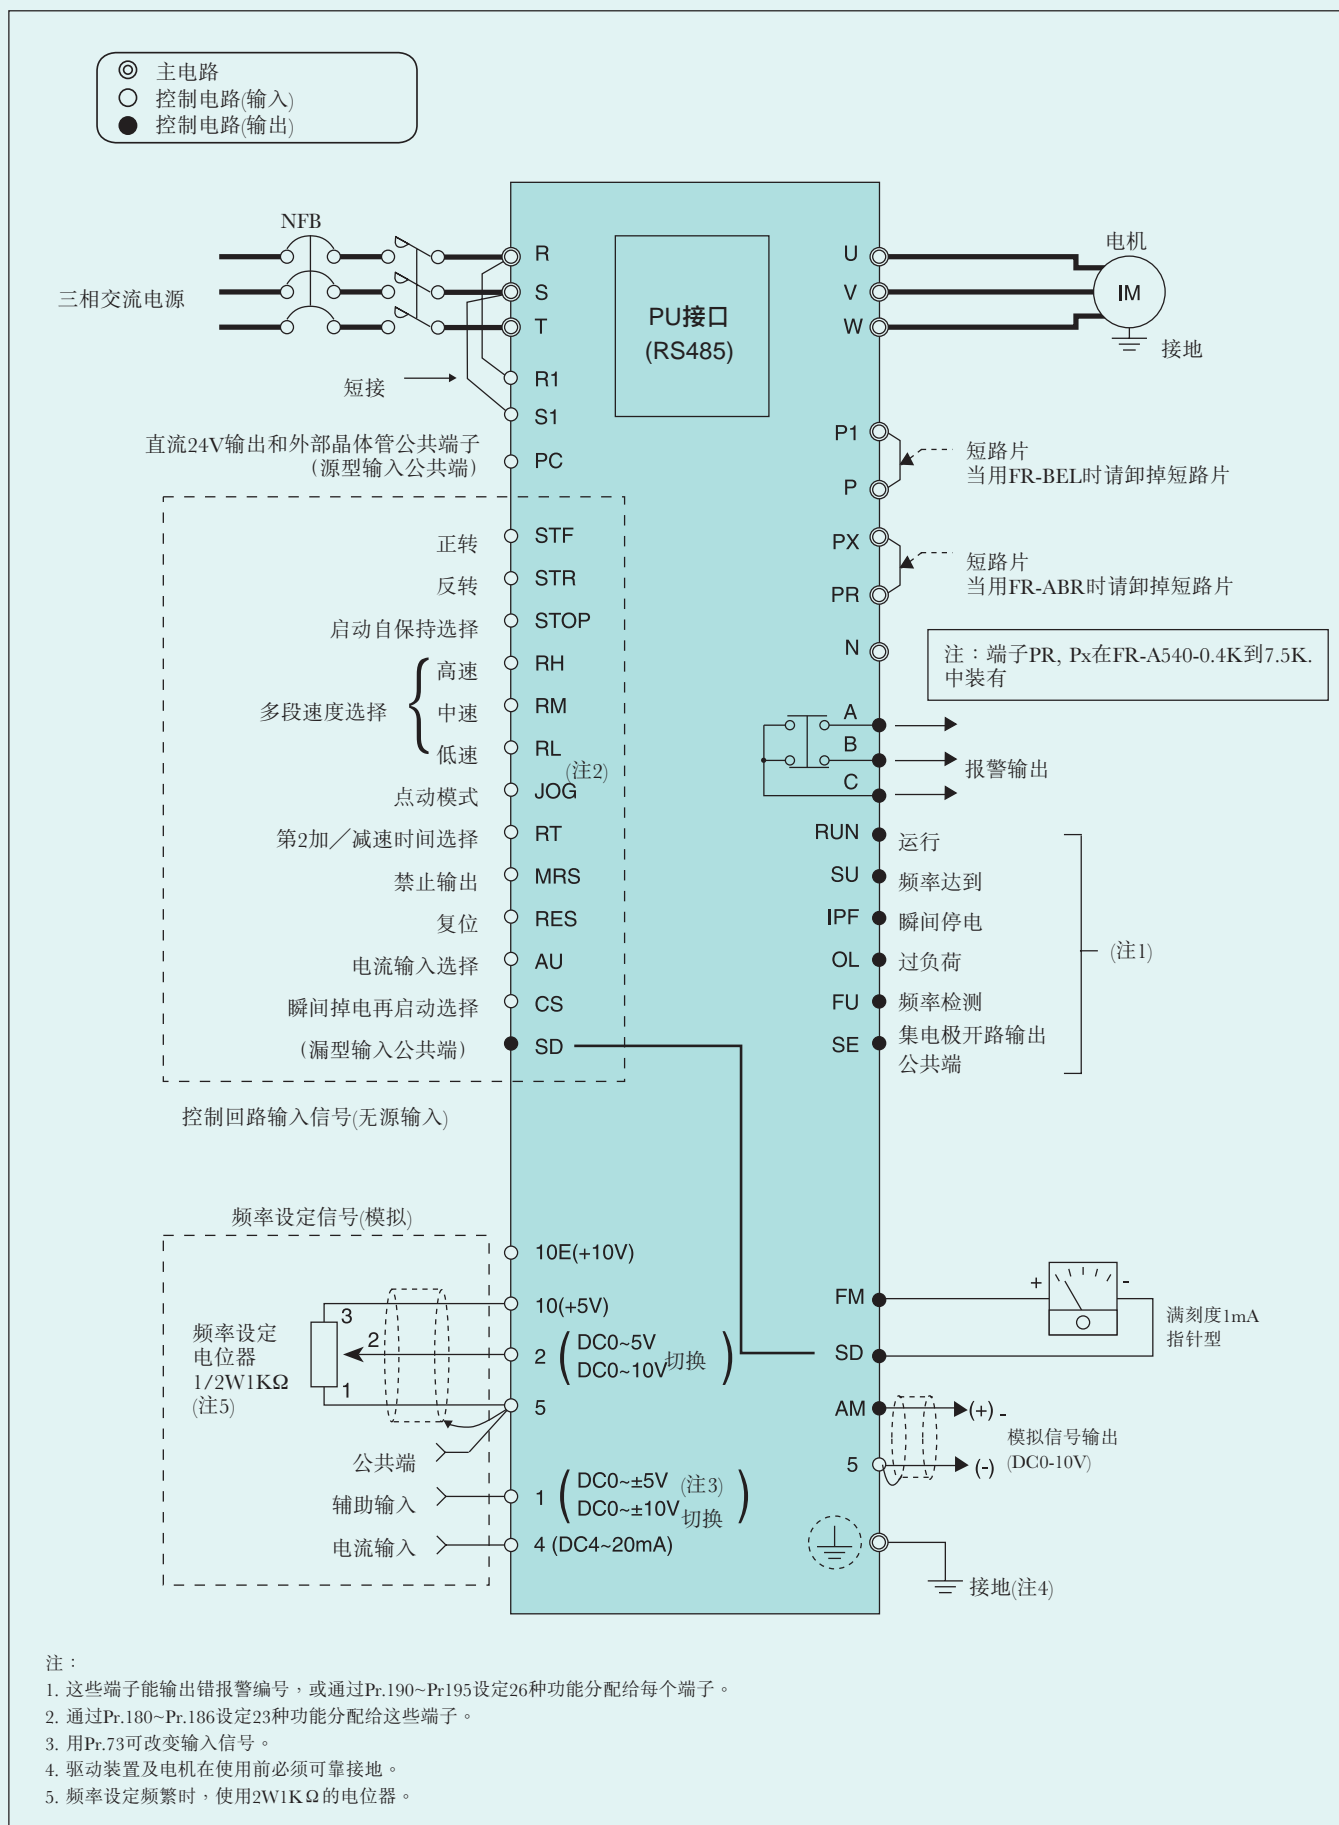 主电路
控制电路(输入)
控制电路(输出)
NFB
三相交流电源
短接
直流24V输出和外部晶体管公共端子
(源型输入公共端)
R
S
T
R1
S1
PC
PU接口
(RS485)
U
V
W
电机
IM
接地
P1
P
短路片
当用FR-BEL时请卸掉短路片
PX
PR
短路片
当用FR-ABR时请卸掉短路片
N
注：端子PR, Px在FR-A540-0.4K到7.5K.
中装有
正转 STF
反转 STR
启动自保持选择 STOP
多段速度选择
高速 RH
中速 RM
低速 RL
(注2)
点动模式 JOG
第2加／减速时间选择 RT
禁止输出 MRS
复位 RES
电流输入选择 AU
瞬间掉电再启动选择 CS
(漏型输入公共端) SD
控制回路输入信号(无源输入)
A
B
C
报警输出
RUN 运行
SU 频率达到
IPF 瞬间停电
OL 过负荷
FU 频率检测
SE 集电极开路输出
公共端
(注1)
频率设定信号(模拟)
频率设定
电位器
1/2W1KΩ
(注5)
3
2
1
10E(+10V)
10(+5V)
2 ( DC0~5V
DC0~10V 切换 )
5
公共端
辅助输入
1 ( DC0~±5V (注3)
DC0~±10V 切换 )
电流输入
4 (DC4~20mA)
FM
SD
+
-
满刻度1mA
指针型
AM
5
(+) -
(-)
模拟信号输出
(DC0-10V)
接地(注4)
注：
1. 这些端子能输出错报警编号，或通过Pr.190~Pr195设定26种功能分配给每个端子。
2. 通过Pr.180~Pr.186设定23种功能分配给这些端子。
3. 用Pr.73可改变输入信号。
4. 驱动装置及电机在使用前必须可靠接地。
5. 频率设定频繁时，使用2W1KΩ的电位器。